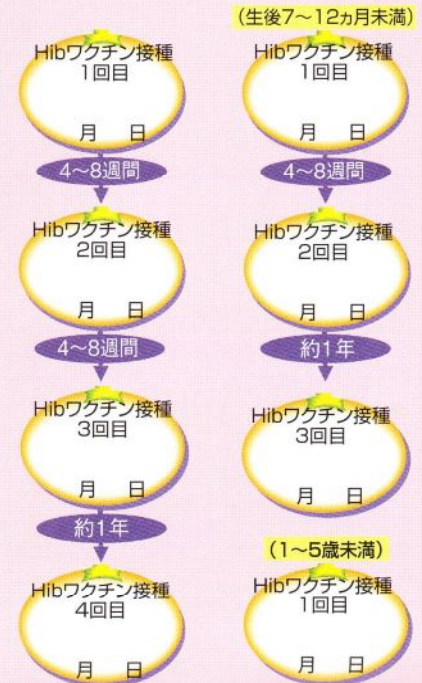 Hibワクチン接種
1回目
月 日
4〜8週間
Hibワクチン接種
2回目
月 日
4〜8週間
Hibワクチン接種
3回目
月 日
約1年
Hibワクチン接種
4回目
月 日
(生後7〜12ヵ月未満)
Hibワクチン接種
1回目
月 日
4〜8週間
Hibワクチン接種
2回目
月 日
約1年
Hibワクチン接種
3回目
月 日
(1〜5歳未満)
Hibワクチン接種
1回目
月 日